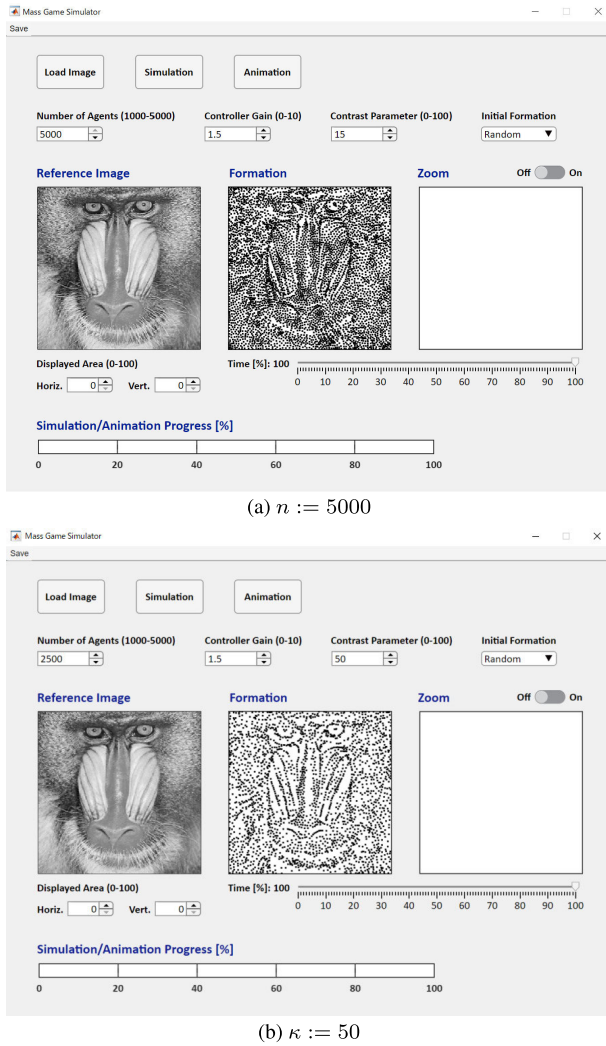 Mass Game Simulator
Save
Load Image Simulation Animation
Number of Agents (1000-5000) Controller Gain (0-10) Contrast Parameter (0-100) Initial Formation
5000 1.5 15 Random
Reference Image Formation Zoom Off On
Displayed Area (0-100) Time [%]: 100
0 10 20 30 40 50 60 70 80 90 100
Horiz. 0 Vert. 0
Simulation/Animation Progress [%]
0 20 40 60 80 100
(a) n := 5000
Mass Game Simulator
Save
Load Image Simulation Animation
Number of Agents (1000-5000) Controller Gain (0-10) Contrast Parameter (0-100) Initial Formation
2500 1.5 50 Random
Reference Image Formation Zoom Off On
Displayed Area (0-100) Time [%]: 100
0 10 20 30 40 50 60 70 80 90 100
Horiz. 0 Vert. 0
Simulation/Animation Progress [%]
0 20 40 60 80 100
(b) κ := 50